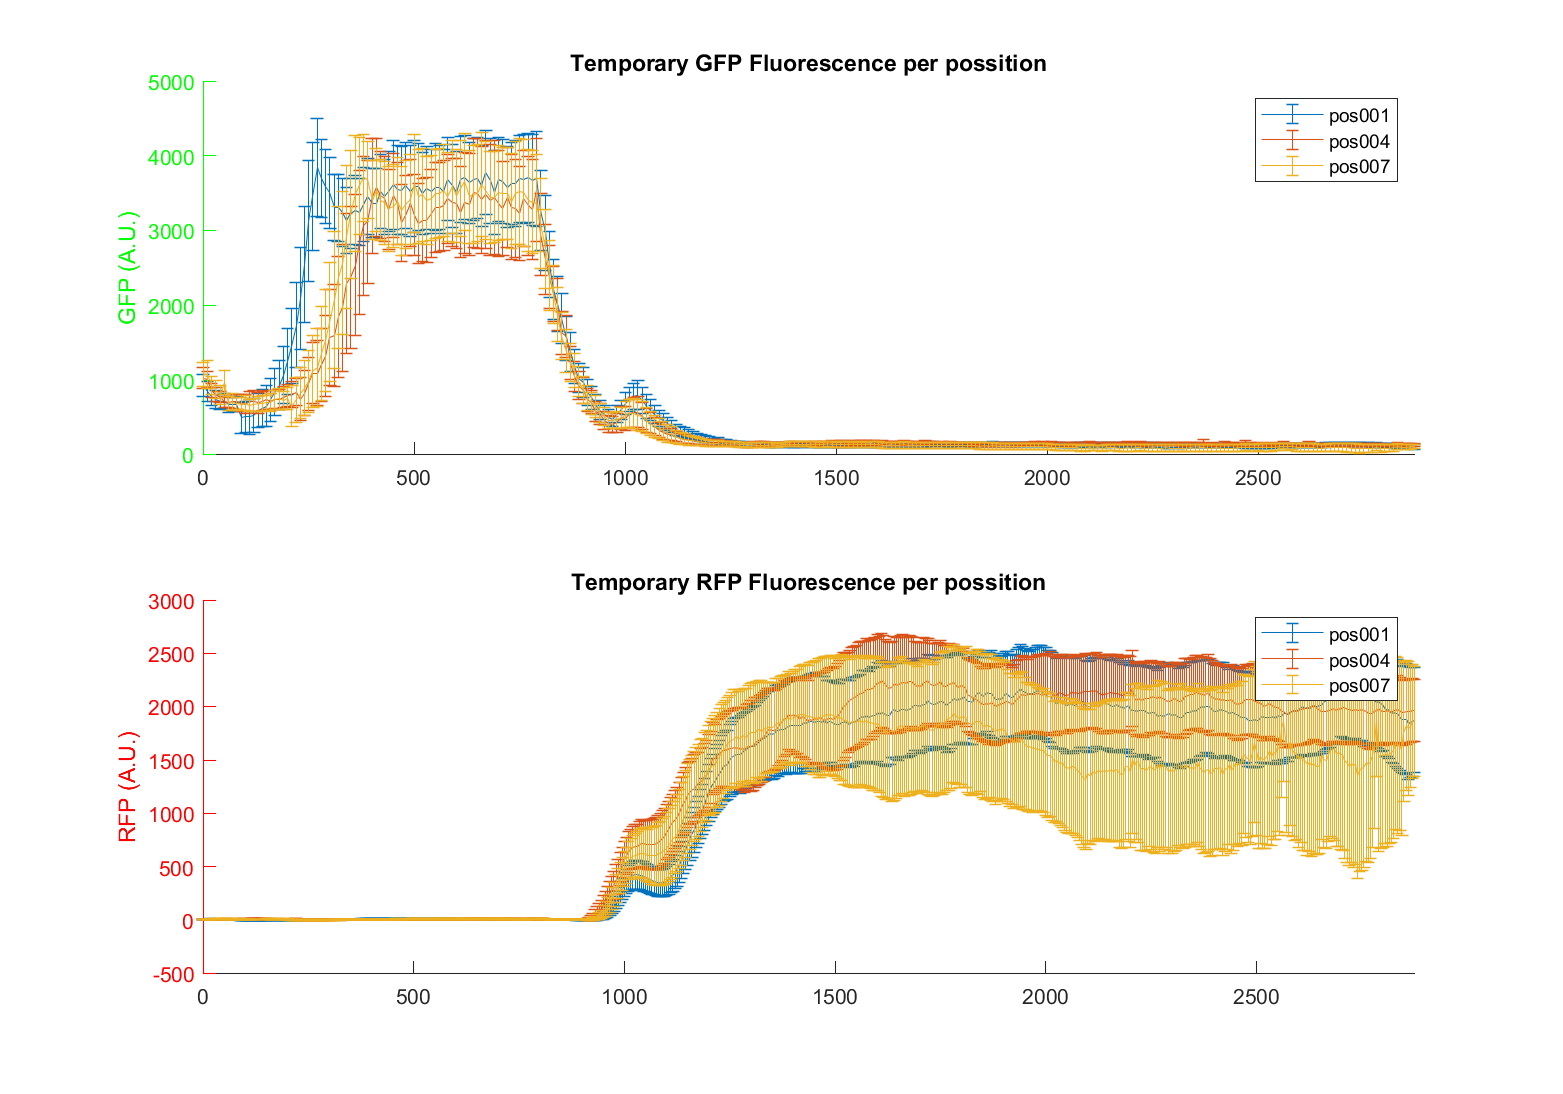 Temporary GFP Fluorescence per possition
5000
4000
3000
2000
1000
0
GFP (A.U.)
pos001
pos004
pos007
0 500 1000 1500 2000 2500
Temporary RFP Fluorescence per possition
3000
2500
2000
1500
1000
500
0
-500
RFP (A.U.)
pos001
pos004
pos007
0 500 1000 1500 2000 2500